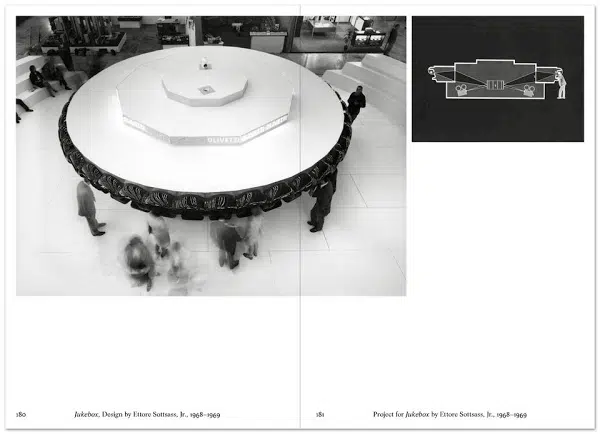 OLIVETTI
180
Jukebox, Design by Ettore Sottsass, Jr., 1968–1969
181
Project for Jukebox by Ettore Sottsass, Jr., 1968–1969